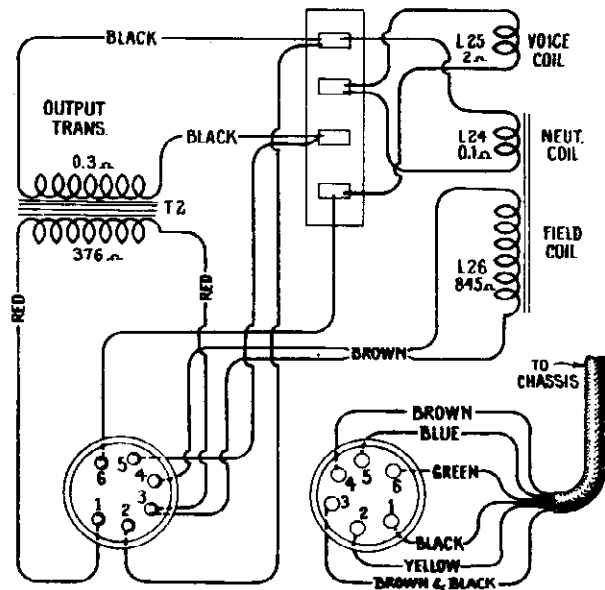 BLACK
L25
2Ω
VOICE
COIL
OUTPUT
TRANS.
BLACK
L24
0.1Ω
NEUT.
COIL
0.3Ω
T2
376Ω
FIELD
COIL
L26
845Ω
RED
RED
BROWN
TO
CHASSIS
BROWN
BLUE
GREEN
5
4
6
3
1
2
5
4
6
3
2
1
BLACK
YELLOW
BROWN & BLACK